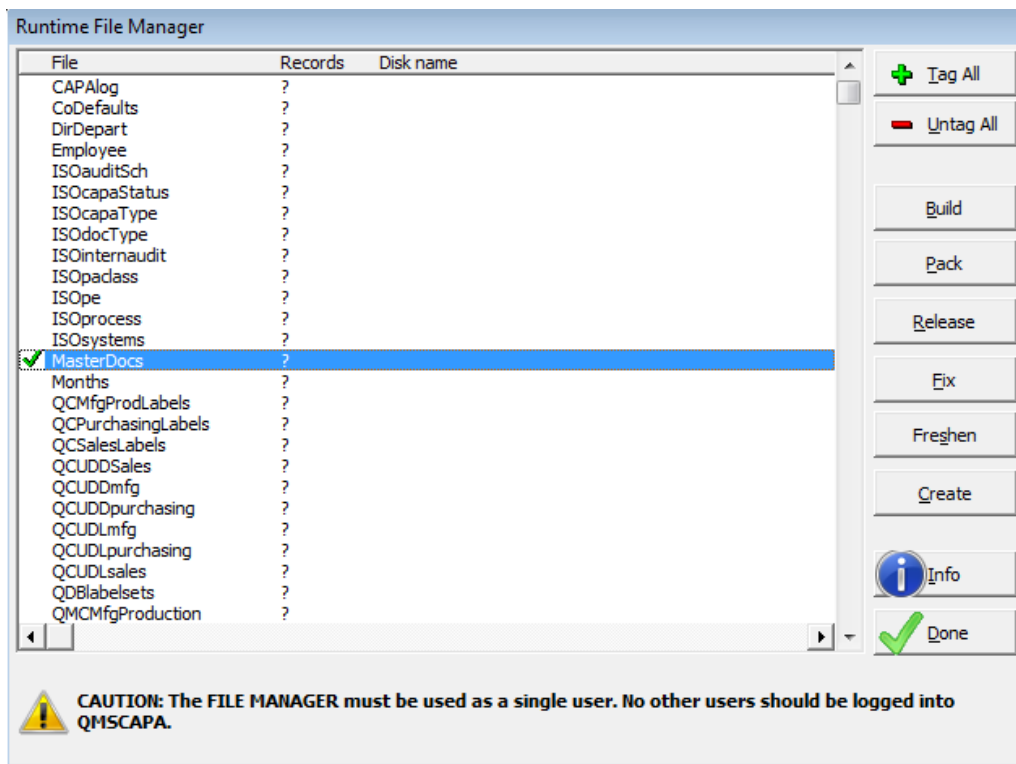 Runtime File Manager
File Records Disk name
CAPAlog ?
CoDefaults ?
DirDepart ?
Employee ?
ISOauditSch ?
ISOcapaStatus ?
ISOcapaType ?
ISOdocType ?
ISOinternaudit ?
ISOpaclass ?
ISOpe ?
ISOprocess ?
ISOsystems ?
MasterDocs ?
Months ?
QCMfgProdLabels ?
QCPurchasingLabels ?
QCSalesLabels ?
QCUDDSales ?
QCUDDmfg ?
QCUDDpurchasing ?
QCUDLmfg ?
QCUDLpurchasing ?
QCUDLsales ?
QDBlabelsets ?
QMCMfgProduction ?
Tag All
Untag All
Build
Pack
Release
Fix
Freshen
Create
Info
Done
CAUTION: The FILE MANAGER must be used as a single user. No other users should be logged into
QMSCAPA.